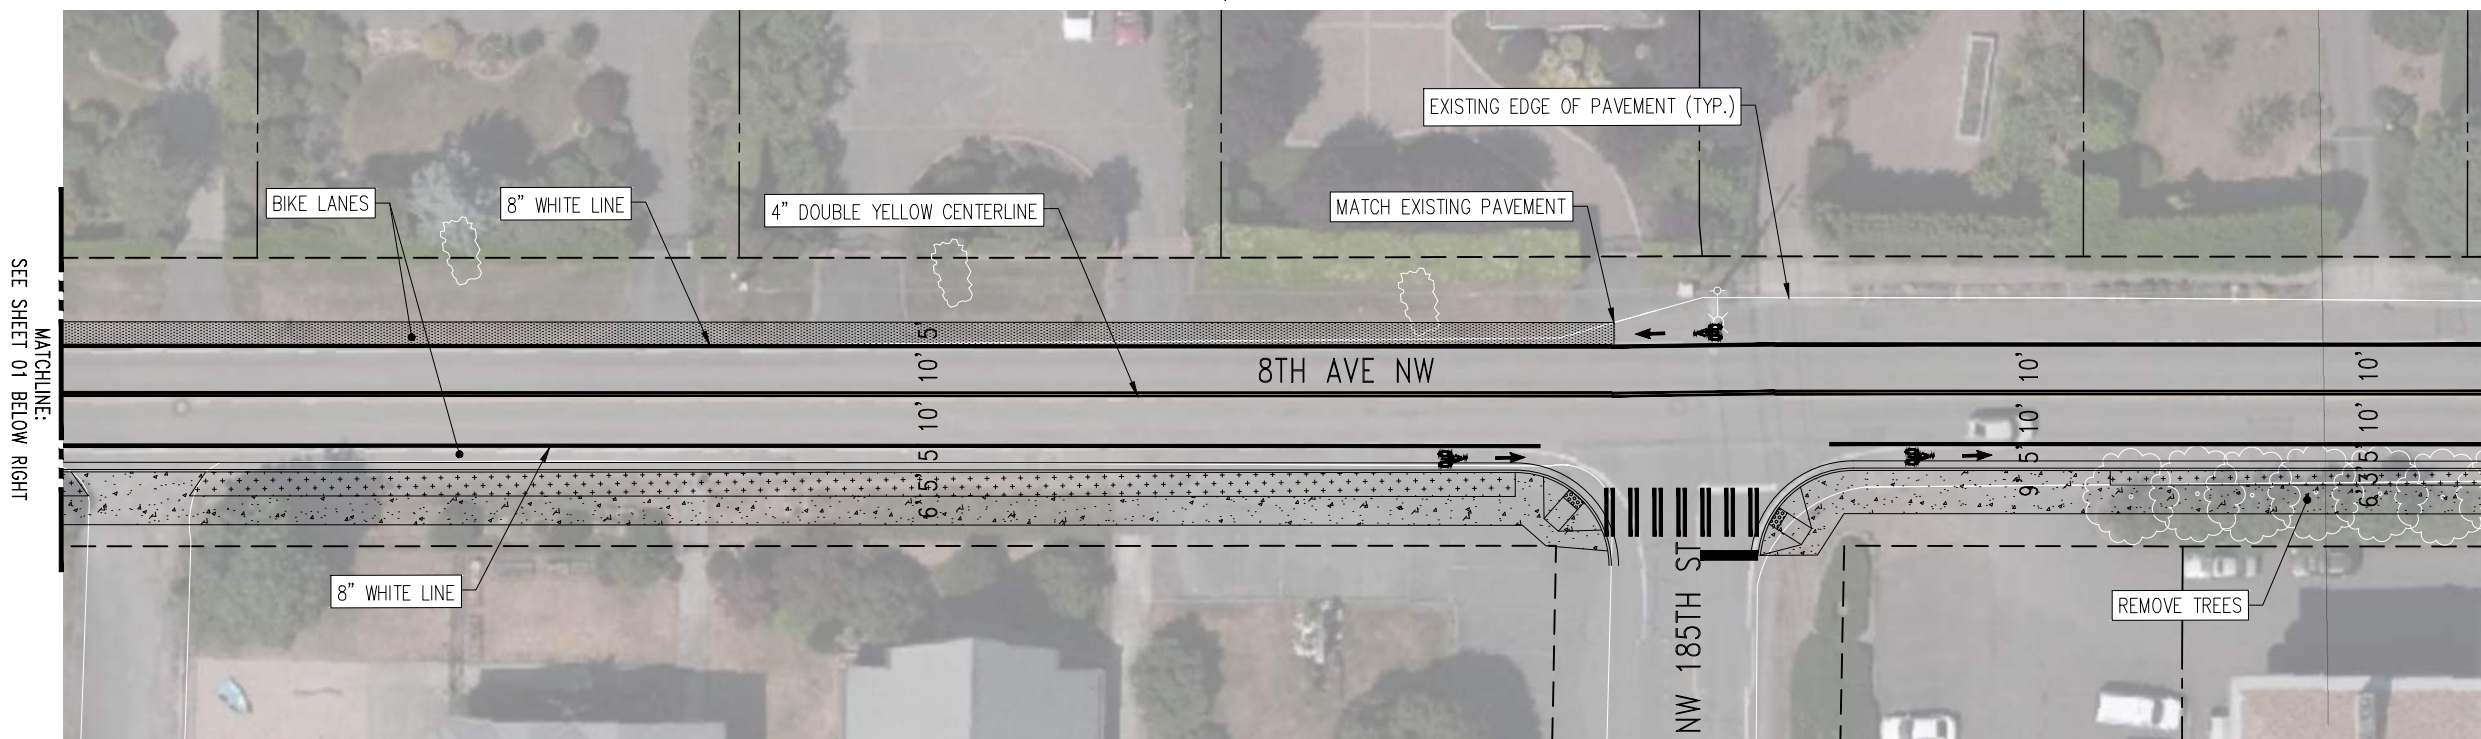 EXISTING EDGE OF PAVEMENT (TYP.)
BIKE LANES
8" WHITE LINE
4" DOUBLE YELLOW CENTERLINE
MATCH EXISTING PAVEMENT
MATCHLINE:
SEE SHEET 01 BELOW RIGHT
5'
10'
10'
5'
5'
6'
8TH AVE NW
10'
10'
5'
9'
10'
10'
5'
3'
6'
8" WHITE LINE
NW 185TH ST
REMOVE TREES